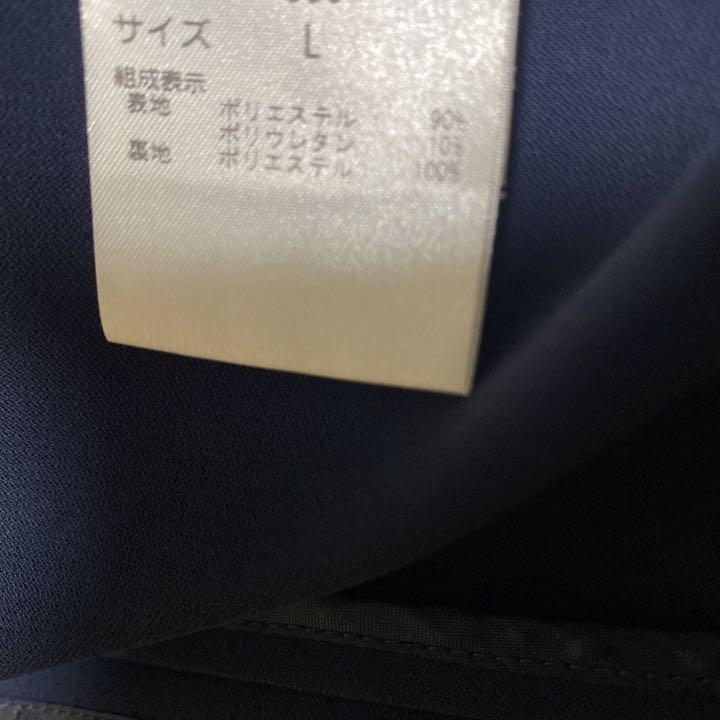 サイズ L
組成表示
表地 ポリエステル 90%
ポリウレタン 10%
裏地 ポリエステル 100%